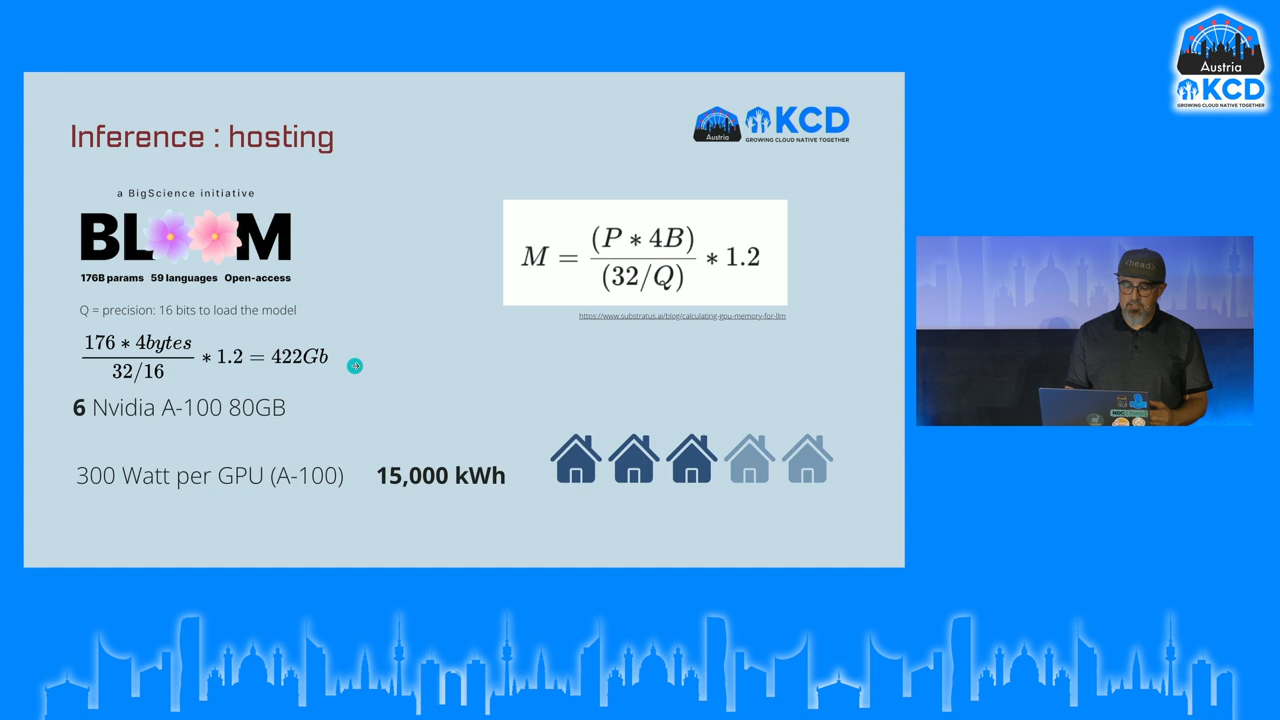 Austria
KCD
GROWING CLOUD NATIVE TOGETHER
Inference : hosting
Austria
KCD
GROWING CLOUD NATIVE TOGETHER
a BigScience initiative
BLOOM
176B params 59 languages Open-access
Q = precision: 16 bits to load the model
176 * 4bytes
32/16
* 1.2 = 422Gb
M = (P * 4B) / (32/Q) * 1.2
https://www.substratus.ai/blog/calculating-gpu-memory-for-llm
6 Nvidia A-100 80GB
300 Watt per GPU (A-100) 15,000 kWh
<head>
NDC